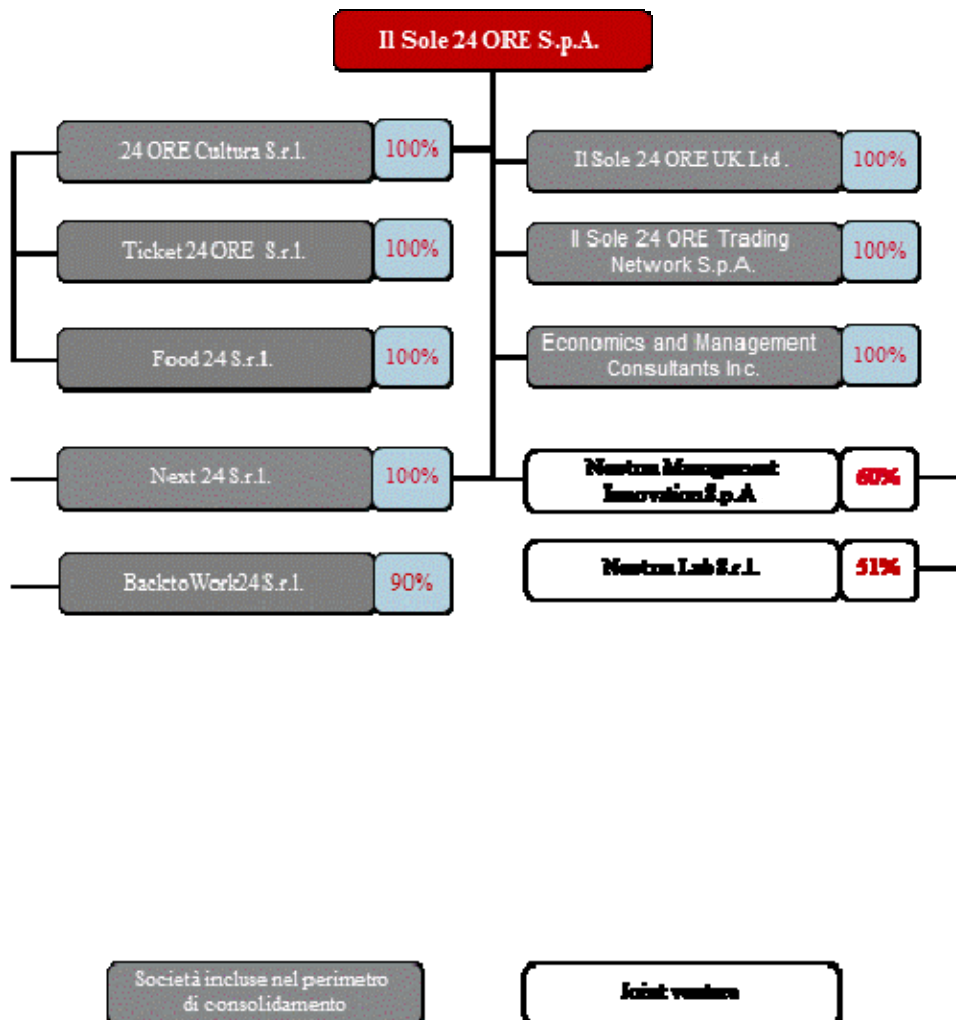 Il Sole 24 ORE S.p.A.
24 ORE Cultura S.r.l.
100%
Il Sole 24 ORE UK Ltd.
100%
Ticket 24 ORE S.r.l.
100%
Il Sole 24 ORE Trading
Network S.p.A.
100%
Food 24 S.r.l.
100%
Economics and Management
Consultants Inc.
100%
Next 24 S.r.l.
100%
Management
Innovation S.p.A
60%
BacktoWork24 S.r.l.
90%
Lab S.r.l.
51%
Società incluse nel perimetro
di consolidamento
Joint venture